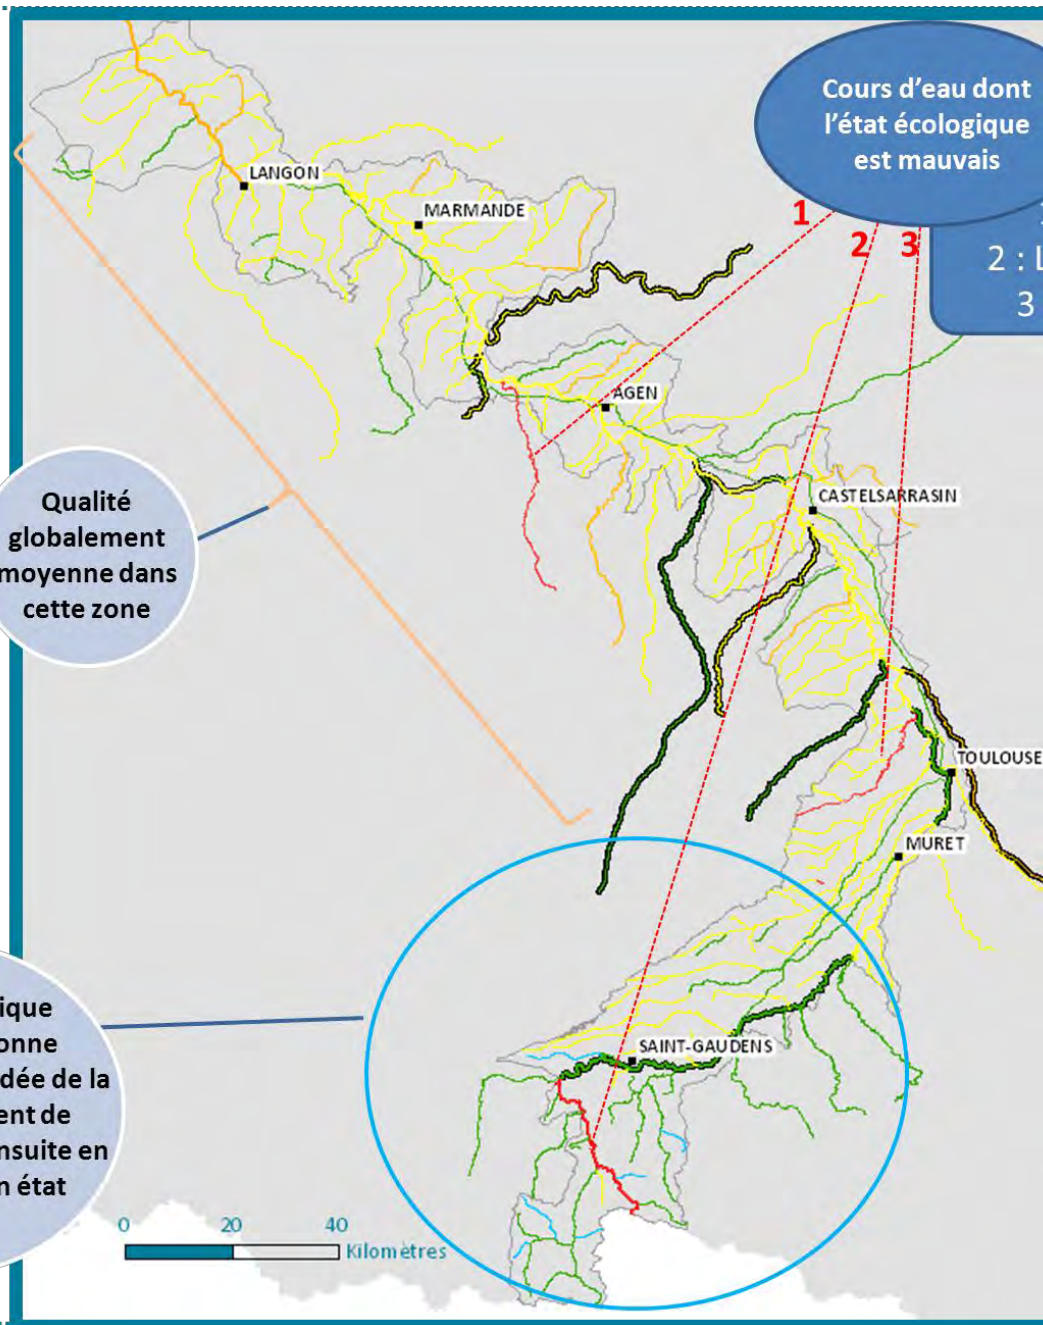 Cours d'eau dont
l'état écologique
est mauvais
1
2
3
2 : L
3
LANGON
MARMANDE
AGEN
CASTELSARRASIN
TOULOUSE
MURET
SAINT-GAUDENS
Qualité
globalement
moyenne dans
cette zone
ique
onne
dée de la
ent de
nsuite en
n état
0 20 40
Kilomètres